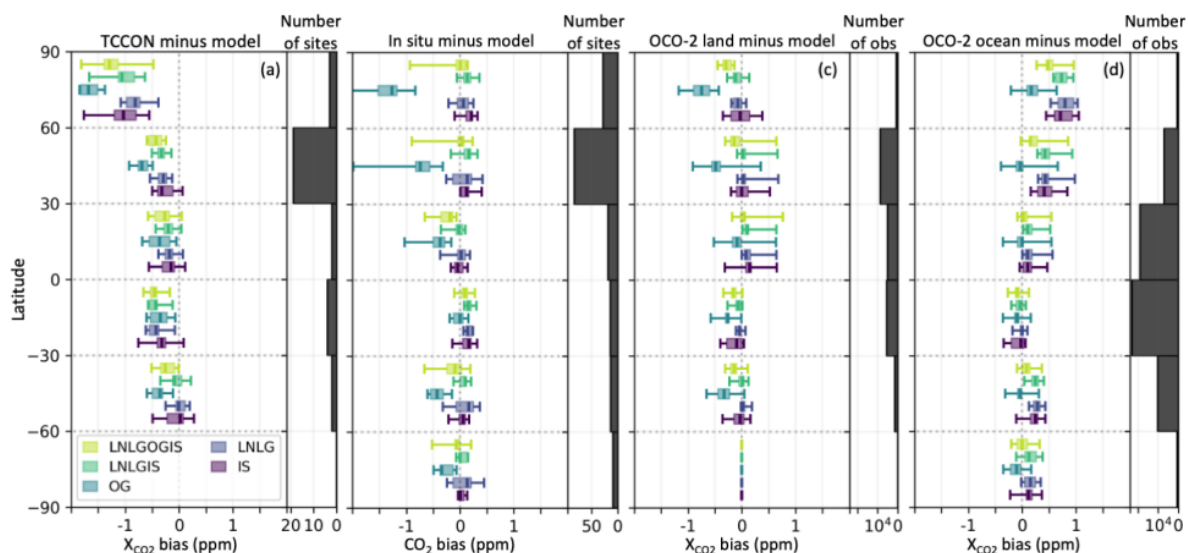 Number of sites
TCCON minus model
Number of sites
In situ minus model
Number of obs
OCO-2 land minus model
Number of obs
OCO-2 ocean minus model
(a)
(c)
(d)
Latitude
90
60
30
0
−30
−60
−90
LNLGOGIS
LNLGIS
OG
LNLG
IS
-1 0 1 20 10 0
-1 0 1 50 0
-1 0 1 10⁴ 0
-1 0 1 10⁴ 0
XCO2 bias (ppm)
CO2 bias (ppm)
XCO2 bias (ppm)
XCO2 bias (ppm)